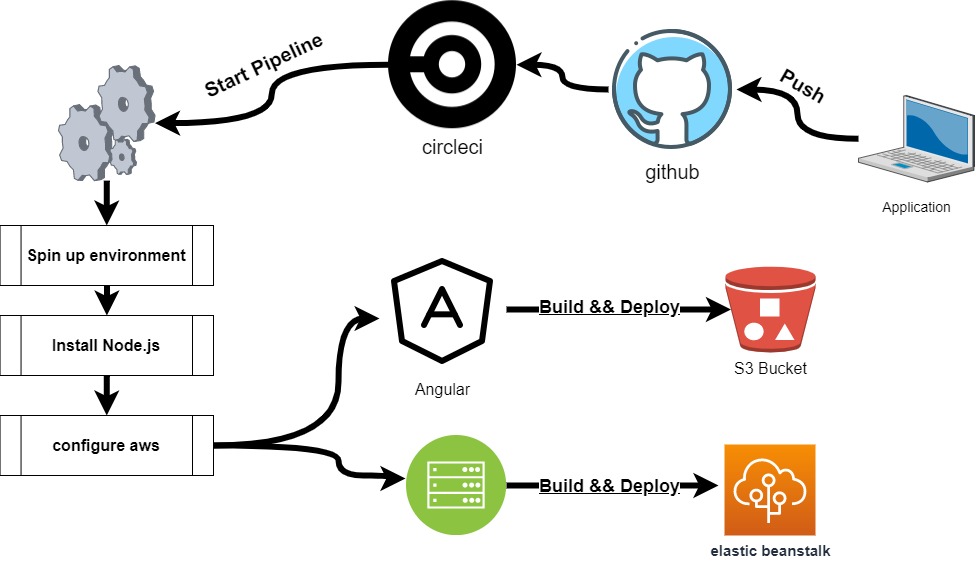 Start Pipeline
Push
circleci
github
Application
Spin up environment
Install Node.js
configure aws
Angular
Build && Deploy
S3 Bucket
Build && Deploy
elastic beanstalk